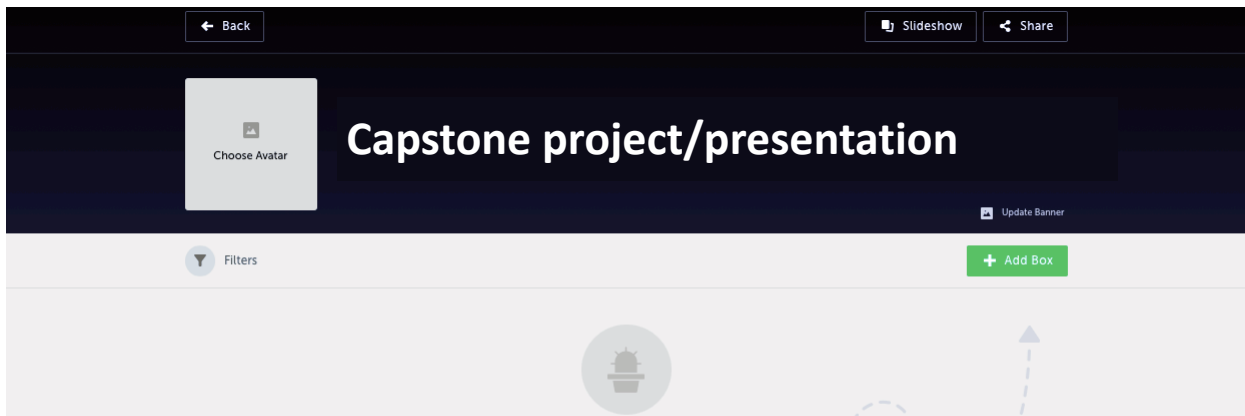 Back
Slideshow
Share
Choose Avatar
Capstone project/presentation
Update Banner
Filters
Add Box